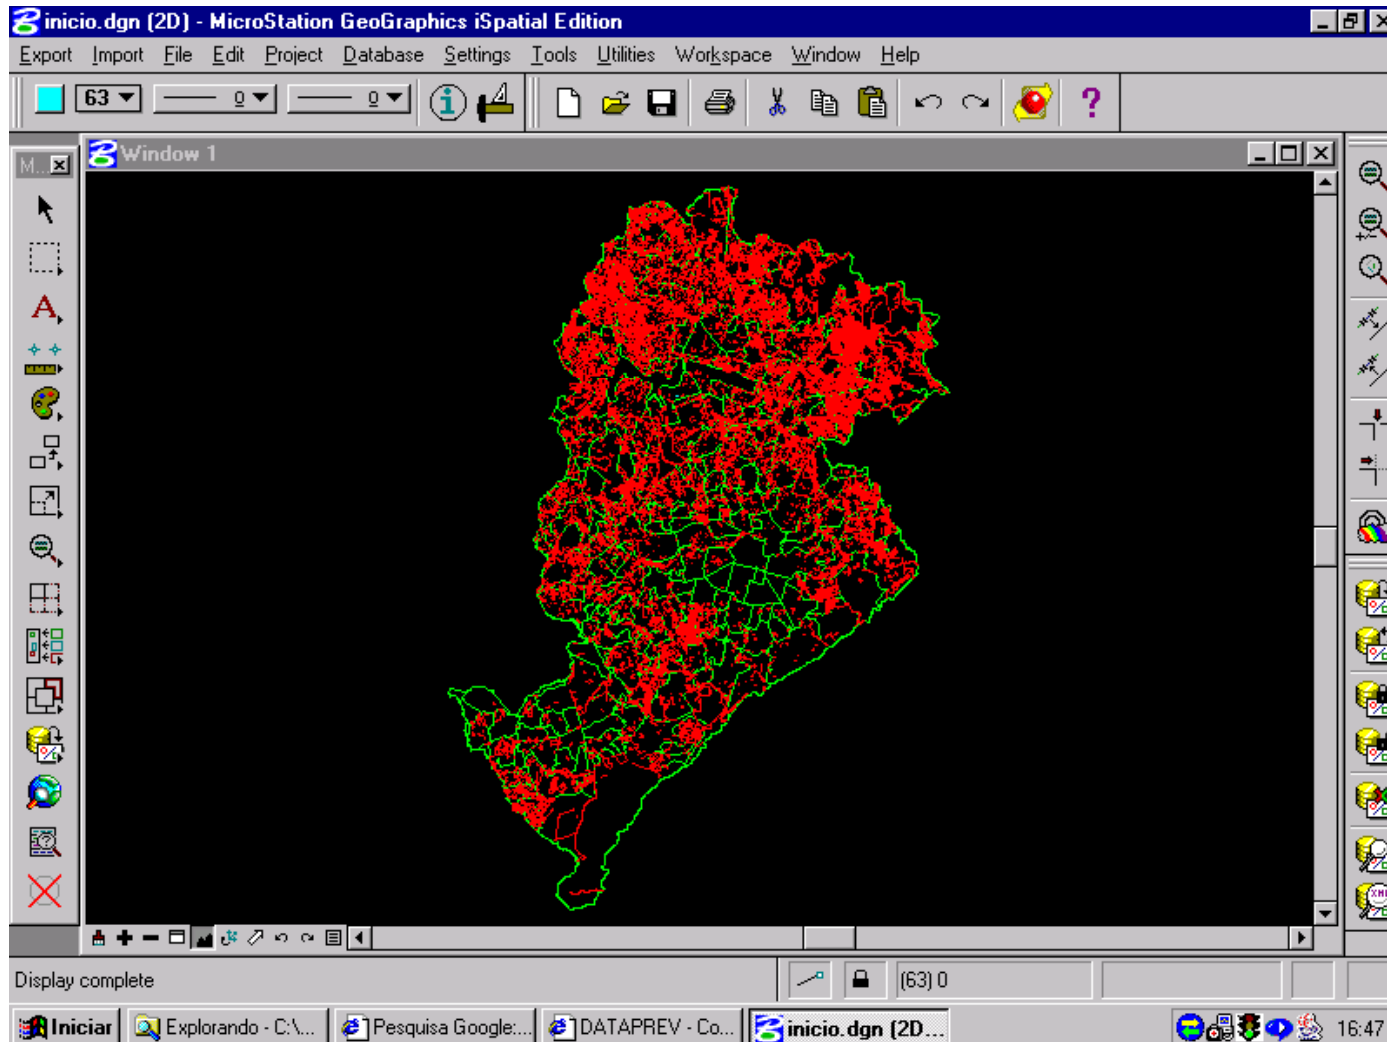 inicio.dgn (2D) - MicroStation GeoGraphics iSpatial Edition
Export Import File Edit Project Database Settings Tools Utilities Workspace Window Help
63 0 0
M... Window 1
Display complete (63) 0
Iniciar Explorando - C:\... Pesquisa Google:... DATAPREV - Co... inicio.dgn (2D... 16:47